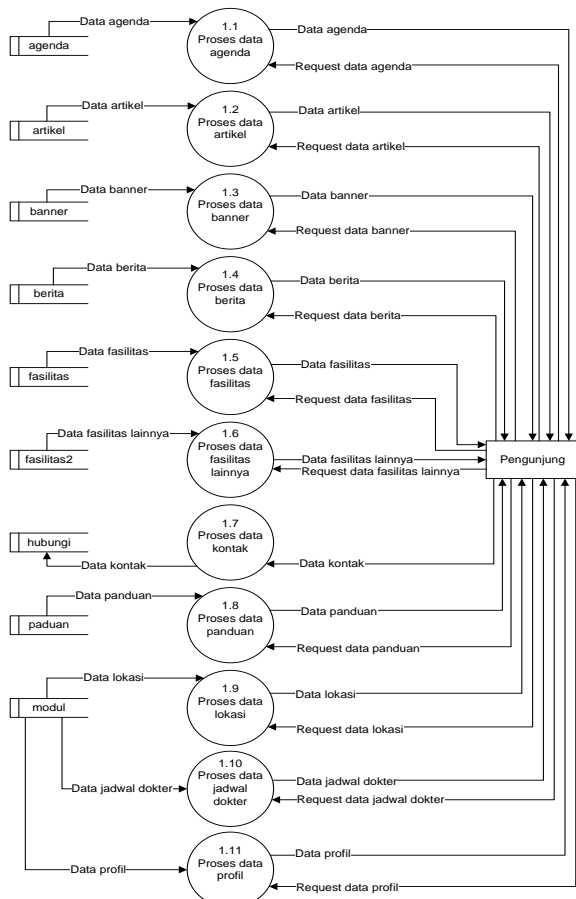 Data agenda
agenda
1.1
Proses data
agenda
Data agenda
Request data agenda
Data artikel
artikel
1.2
Proses data
artikel
Data artikel
Request data artikel
Data banner
banner
1.3
Proses data
banner
Data banner
Request data banner
Data berita
berita
1.4
Proses data
berita
Data berita
Request data berita
Data fasilitas
fasilitas
1.5
Proses data
fasilitas
Data fasilitas
Request data fasilitas
Data fasilitas lainnya
fasilitas2
1.6
Proses data
fasilitas
lainnya
Data fasilitas lainnya
Request data fasilitas lainnya
Pengunjung
hubungi
Data kontak
1.7
Proses data
kontak
Data kontak
Data panduan
paduan
1.8
Proses data
panduan
Data panduan
Request data panduan
Data lokasi
modul
1.9
Proses data
lokasi
Data lokasi
Request data lokasi
Data jadwal dokter
1.10
Proses data
jadwal
dokter
Data jadwal dokter
Request data jadwal dokter
Data profil
1.11
Proses data
profil
Data profil
Request data profil